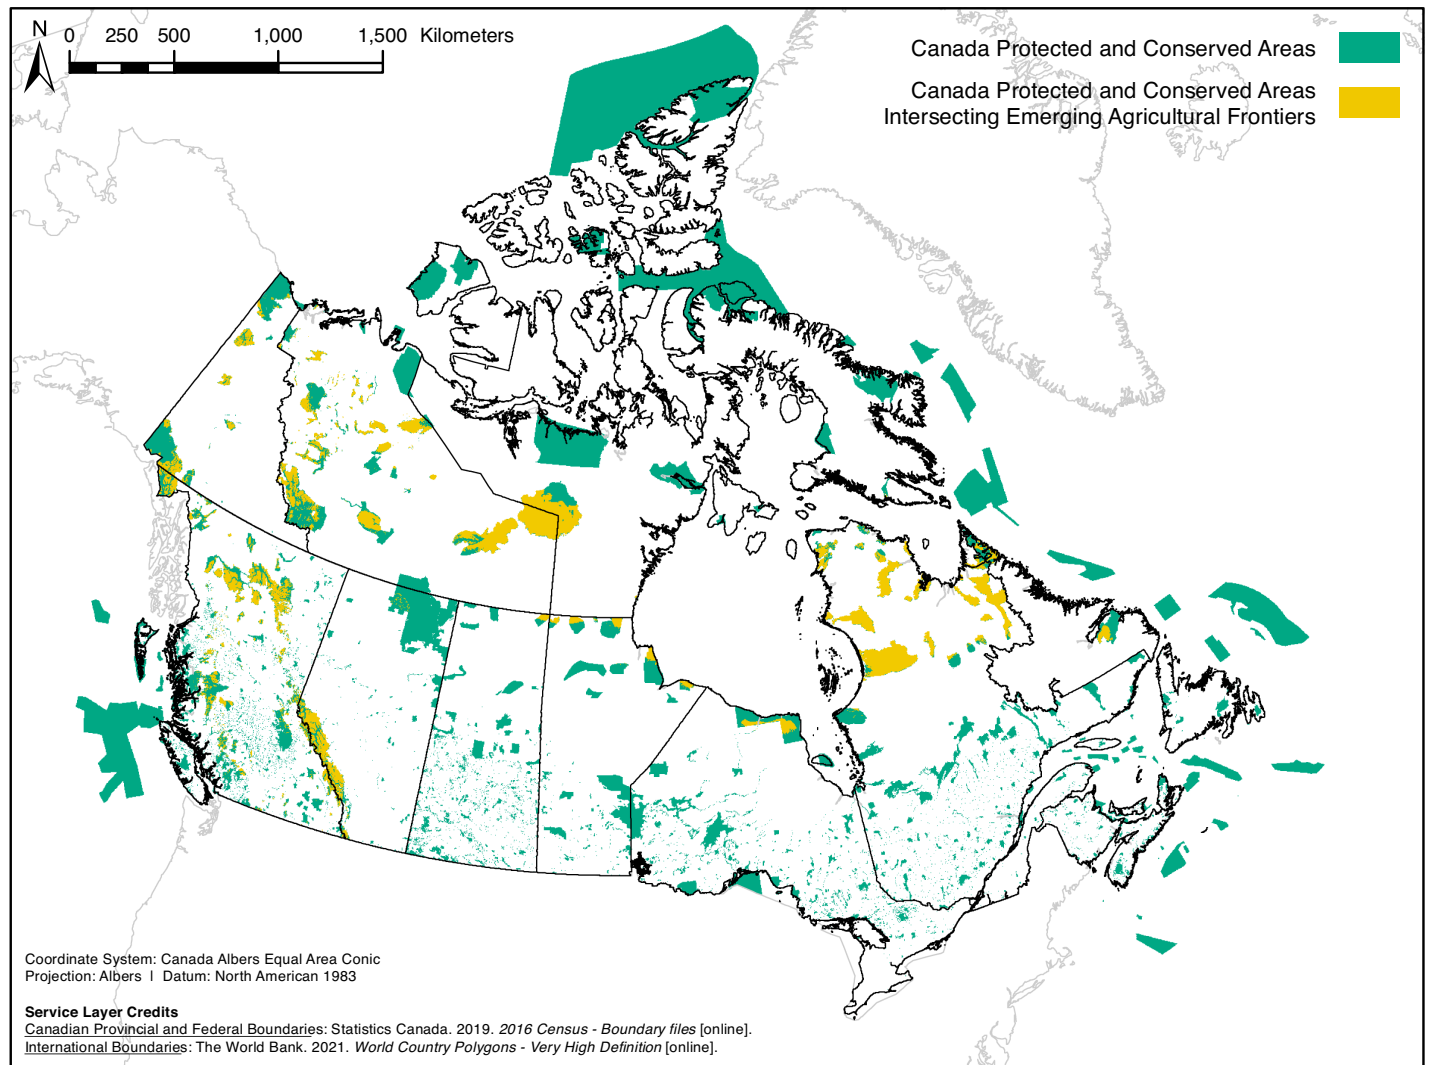 N
0 250 500 1,000 1,500 Kilometers
Canada Protected and Conserved Areas
Canada Protected and Conserved Areas
Intersecting Emerging Agricultural Frontiers
Coordinate System: Canada Albers Equal Area Conic
Projection: Albers | Datum: North American 1983
Service Layer Credits
Canadian Provincial and Federal Boundaries: Statistics Canada. 2019. 2016 Census - Boundary files [online].
International Boundaries: The World Bank. 2021. World Country Polygons - Very High Definition [online].